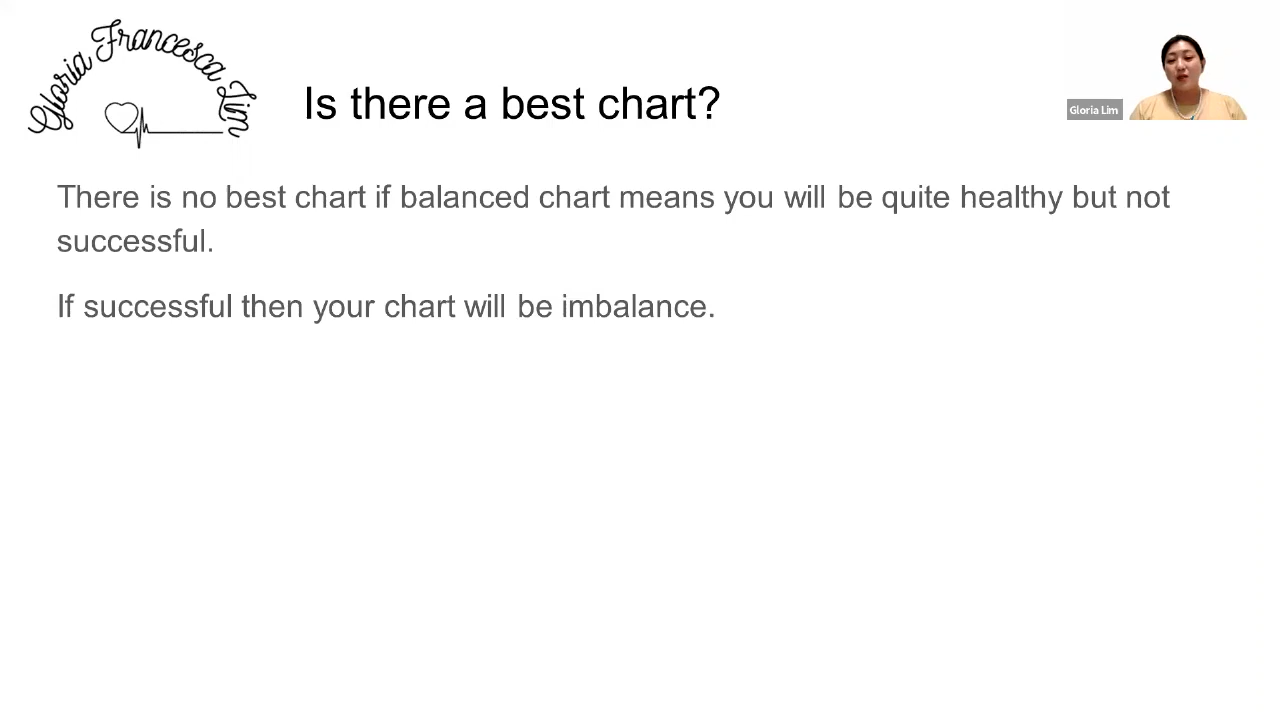 Gloria Francesca Lim
Is there a best chart?
Gloria Lim
There is no best chart if balanced chart means you will be quite healthy but not
successful.
If successful then your chart will be imbalance.